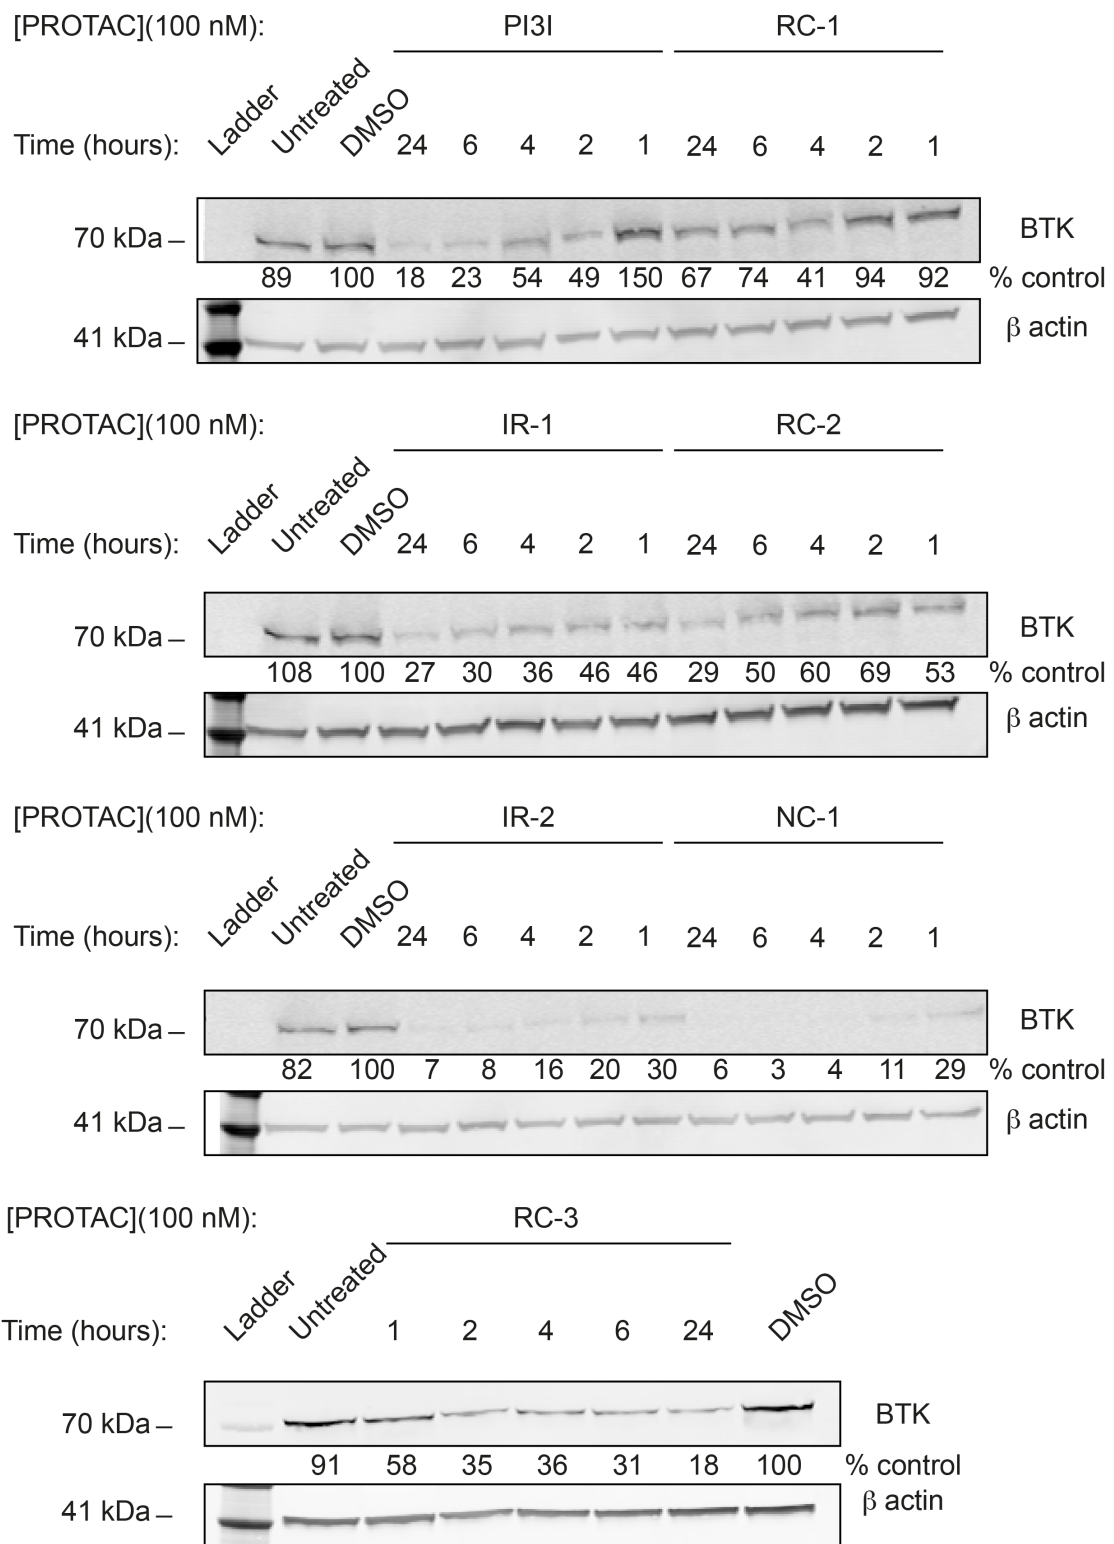 [PROTAC](100 nM): PI3I RC-1
Ladder Untreated DMSO
Time (hours): 24 6 4 2 1 24 6 4 2 1
70 kDa BTK
89 100 18 23 54 49 150 67 74 41 94 92 % control
41 kDa β actin
[PROTAC](100 nM): IR-1 RC-2
Ladder Untreated DMSO
Time (hours): 24 6 4 2 1 24 6 4 2 1
70 kDa BTK
108 100 27 30 36 46 46 29 50 60 69 53 % control
41 kDa β actin
[PROTAC](100 nM): IR-2 NC-1
Ladder Untreated DMSO
Time (hours): 24 6 4 2 1 24 6 4 2 1
70 kDa BTK
82 100 7 8 16 20 30 6 3 4 11 29 % control
41 kDa β actin
[PROTAC](100 nM): RC-3
Ladder Untreated DMSO
Time (hours): 1 2 4 6 24
70 kDa BTK
91 58 35 36 31 18 100 % control
41 kDa β actin